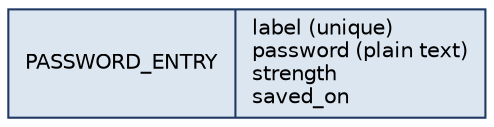 PASSWORD_ENTRY
label (unique)
password (plain text)
strength
saved_on